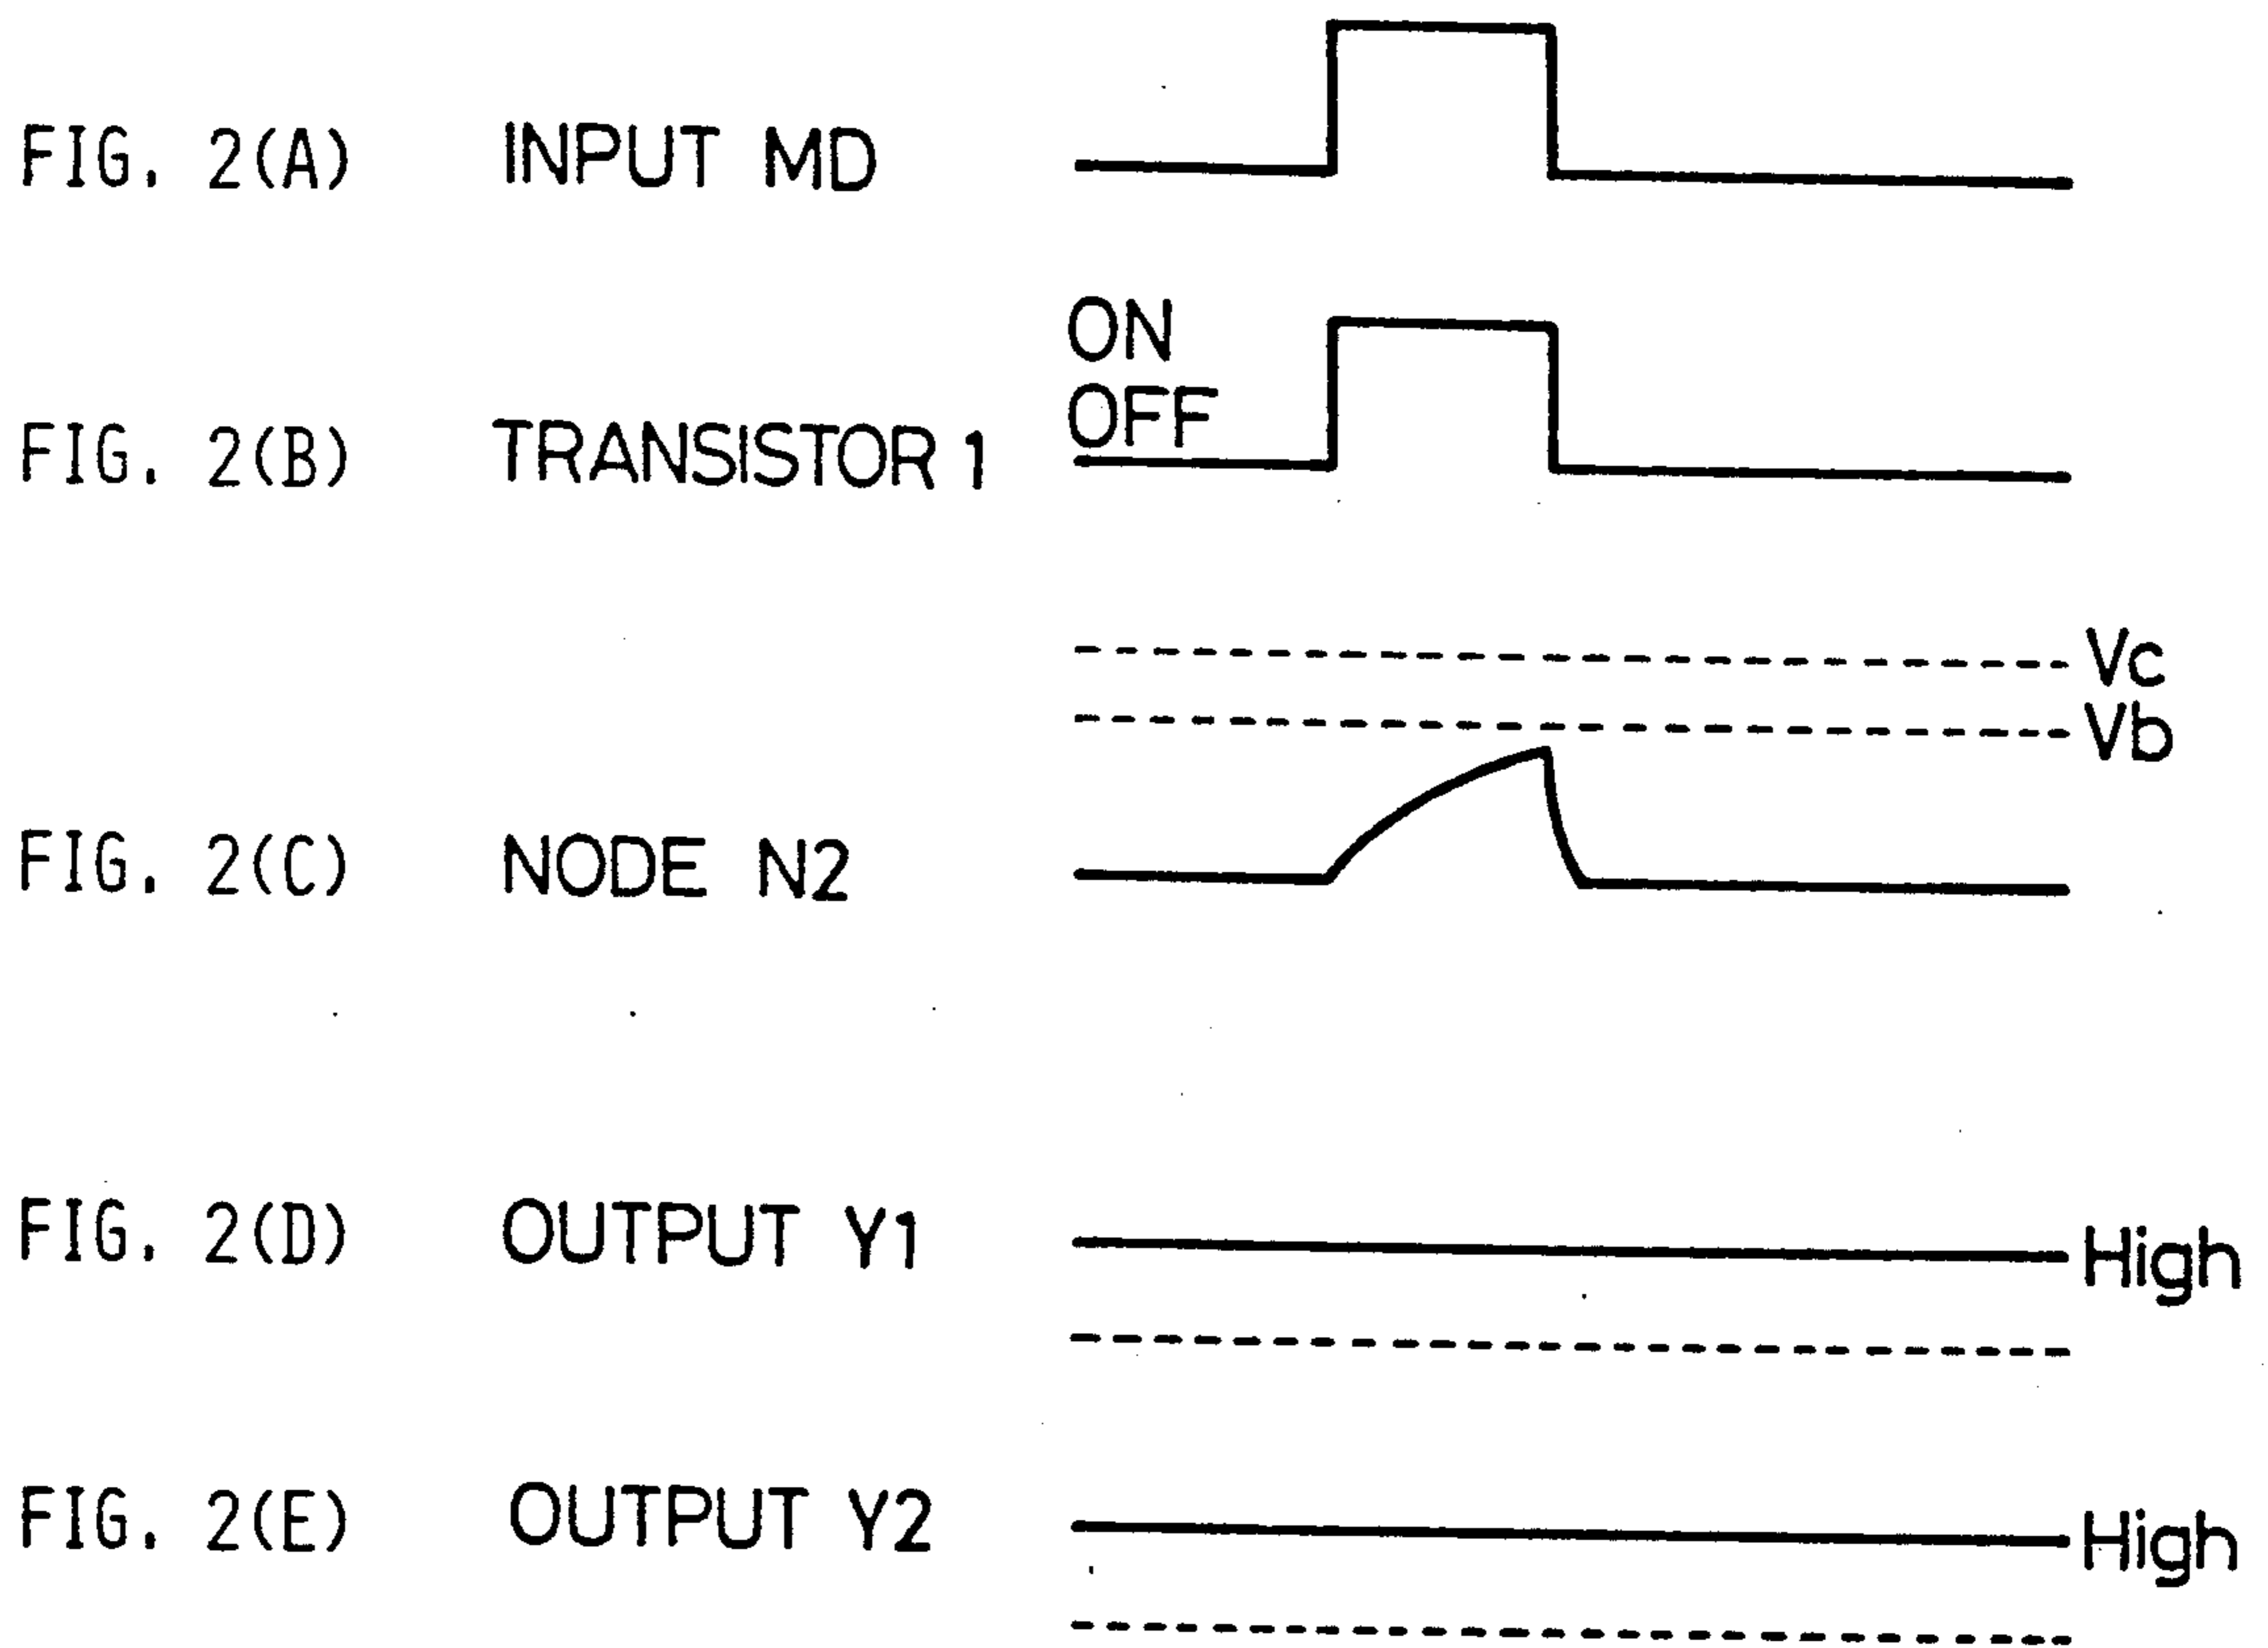 FIG. 2(A) INPUT MD
ON
OFF
FIG. 2(B) TRANSISTOR 1
Vc
Vb
FIG. 2(C) NODE N2
FIG. 2(D) OUTPUT Y1 High
FIG. 2(E) OUTPUT Y2 High